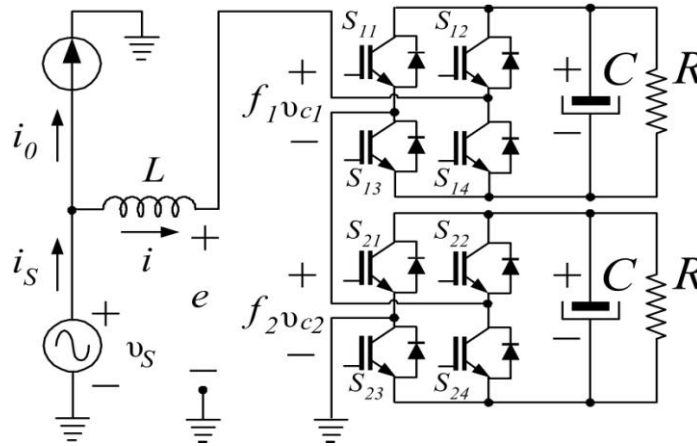 S11 S12
+ + C R
i0 f1υc1
− −
L S13 S14
iS i + S21 S22
+ + C R
e f2υc2
+ υS − −
− − S23 S24